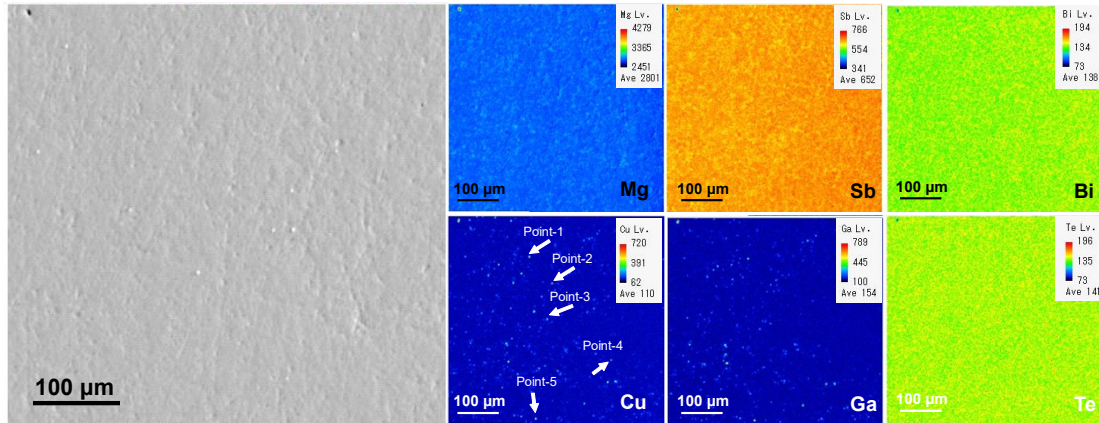 100 μm
Mg Lv.
4279
3365
2451
Ave 2801
100 μm
Mg
Sb Lv.
766
554
341
Ave 652
100 μm
Sb
Bi Lv.
194
134
73
Ave 138
100 μm
Bi
Cu Lv.
720
391
62
Ave 110
Point-1
Point-2
Point-3
Point-4
Point-5
100 μm
Cu
Ga Lv.
789
445
100
Ave 154
100 μm
Ga
Te Lv.
196
135
73
Ave 141
100 μm
Te